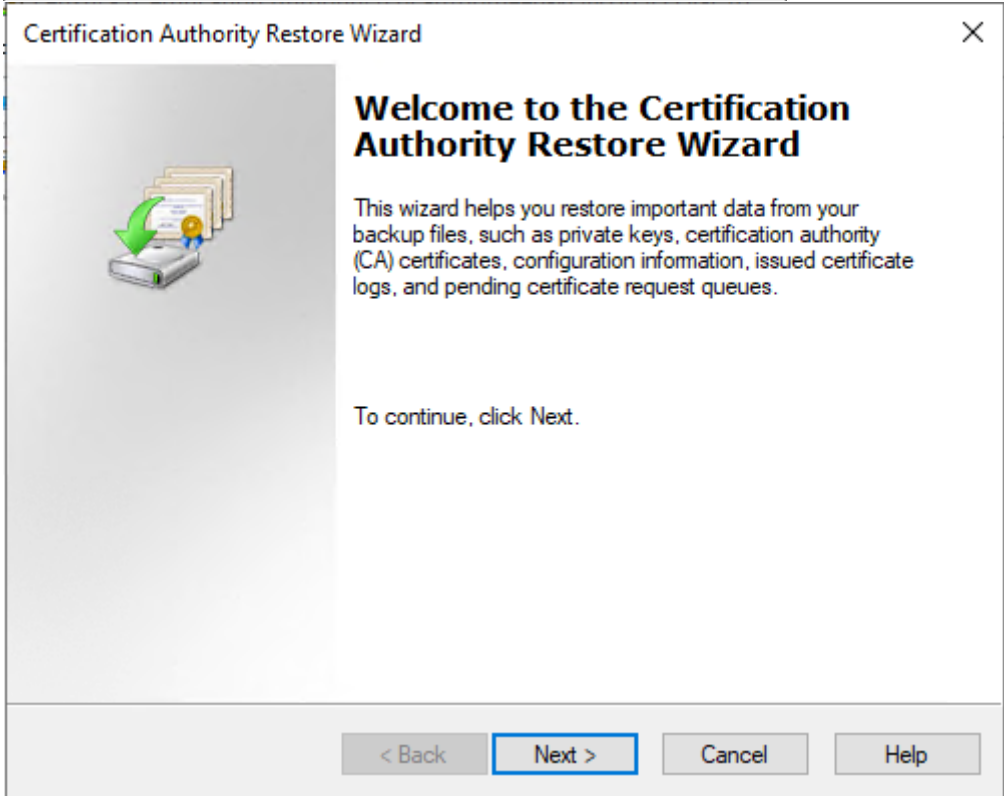 Certification Authority Restore Wizard
Welcome to the Certification
Authority Restore Wizard
This wizard helps you restore important data from your
backup files, such as private keys, certification authority
(CA) certificates, configuration information, issued certificate
logs, and pending certificate request queues.
To continue, click Next.
< Back Next > Cancel Help